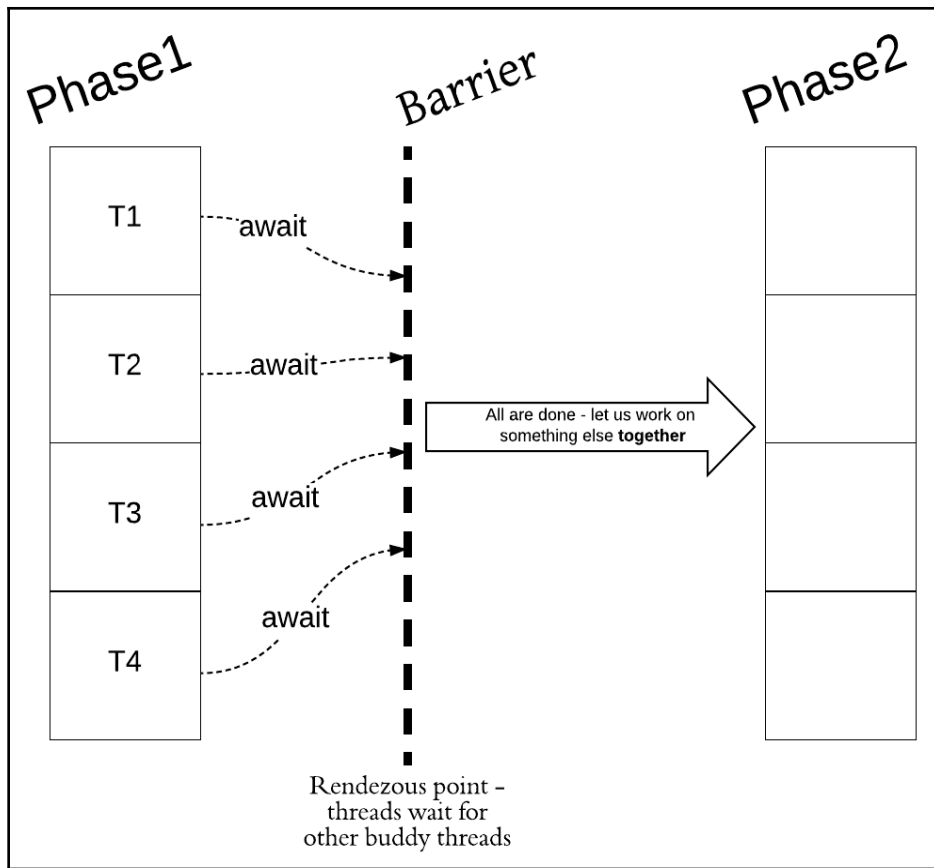 Phase1
Barrier
Phase2
T1
await
T2
await
All are done - let us work on
something else together
T3
await
T4
await
Rendezous point -
threads wait for
other buddy threads